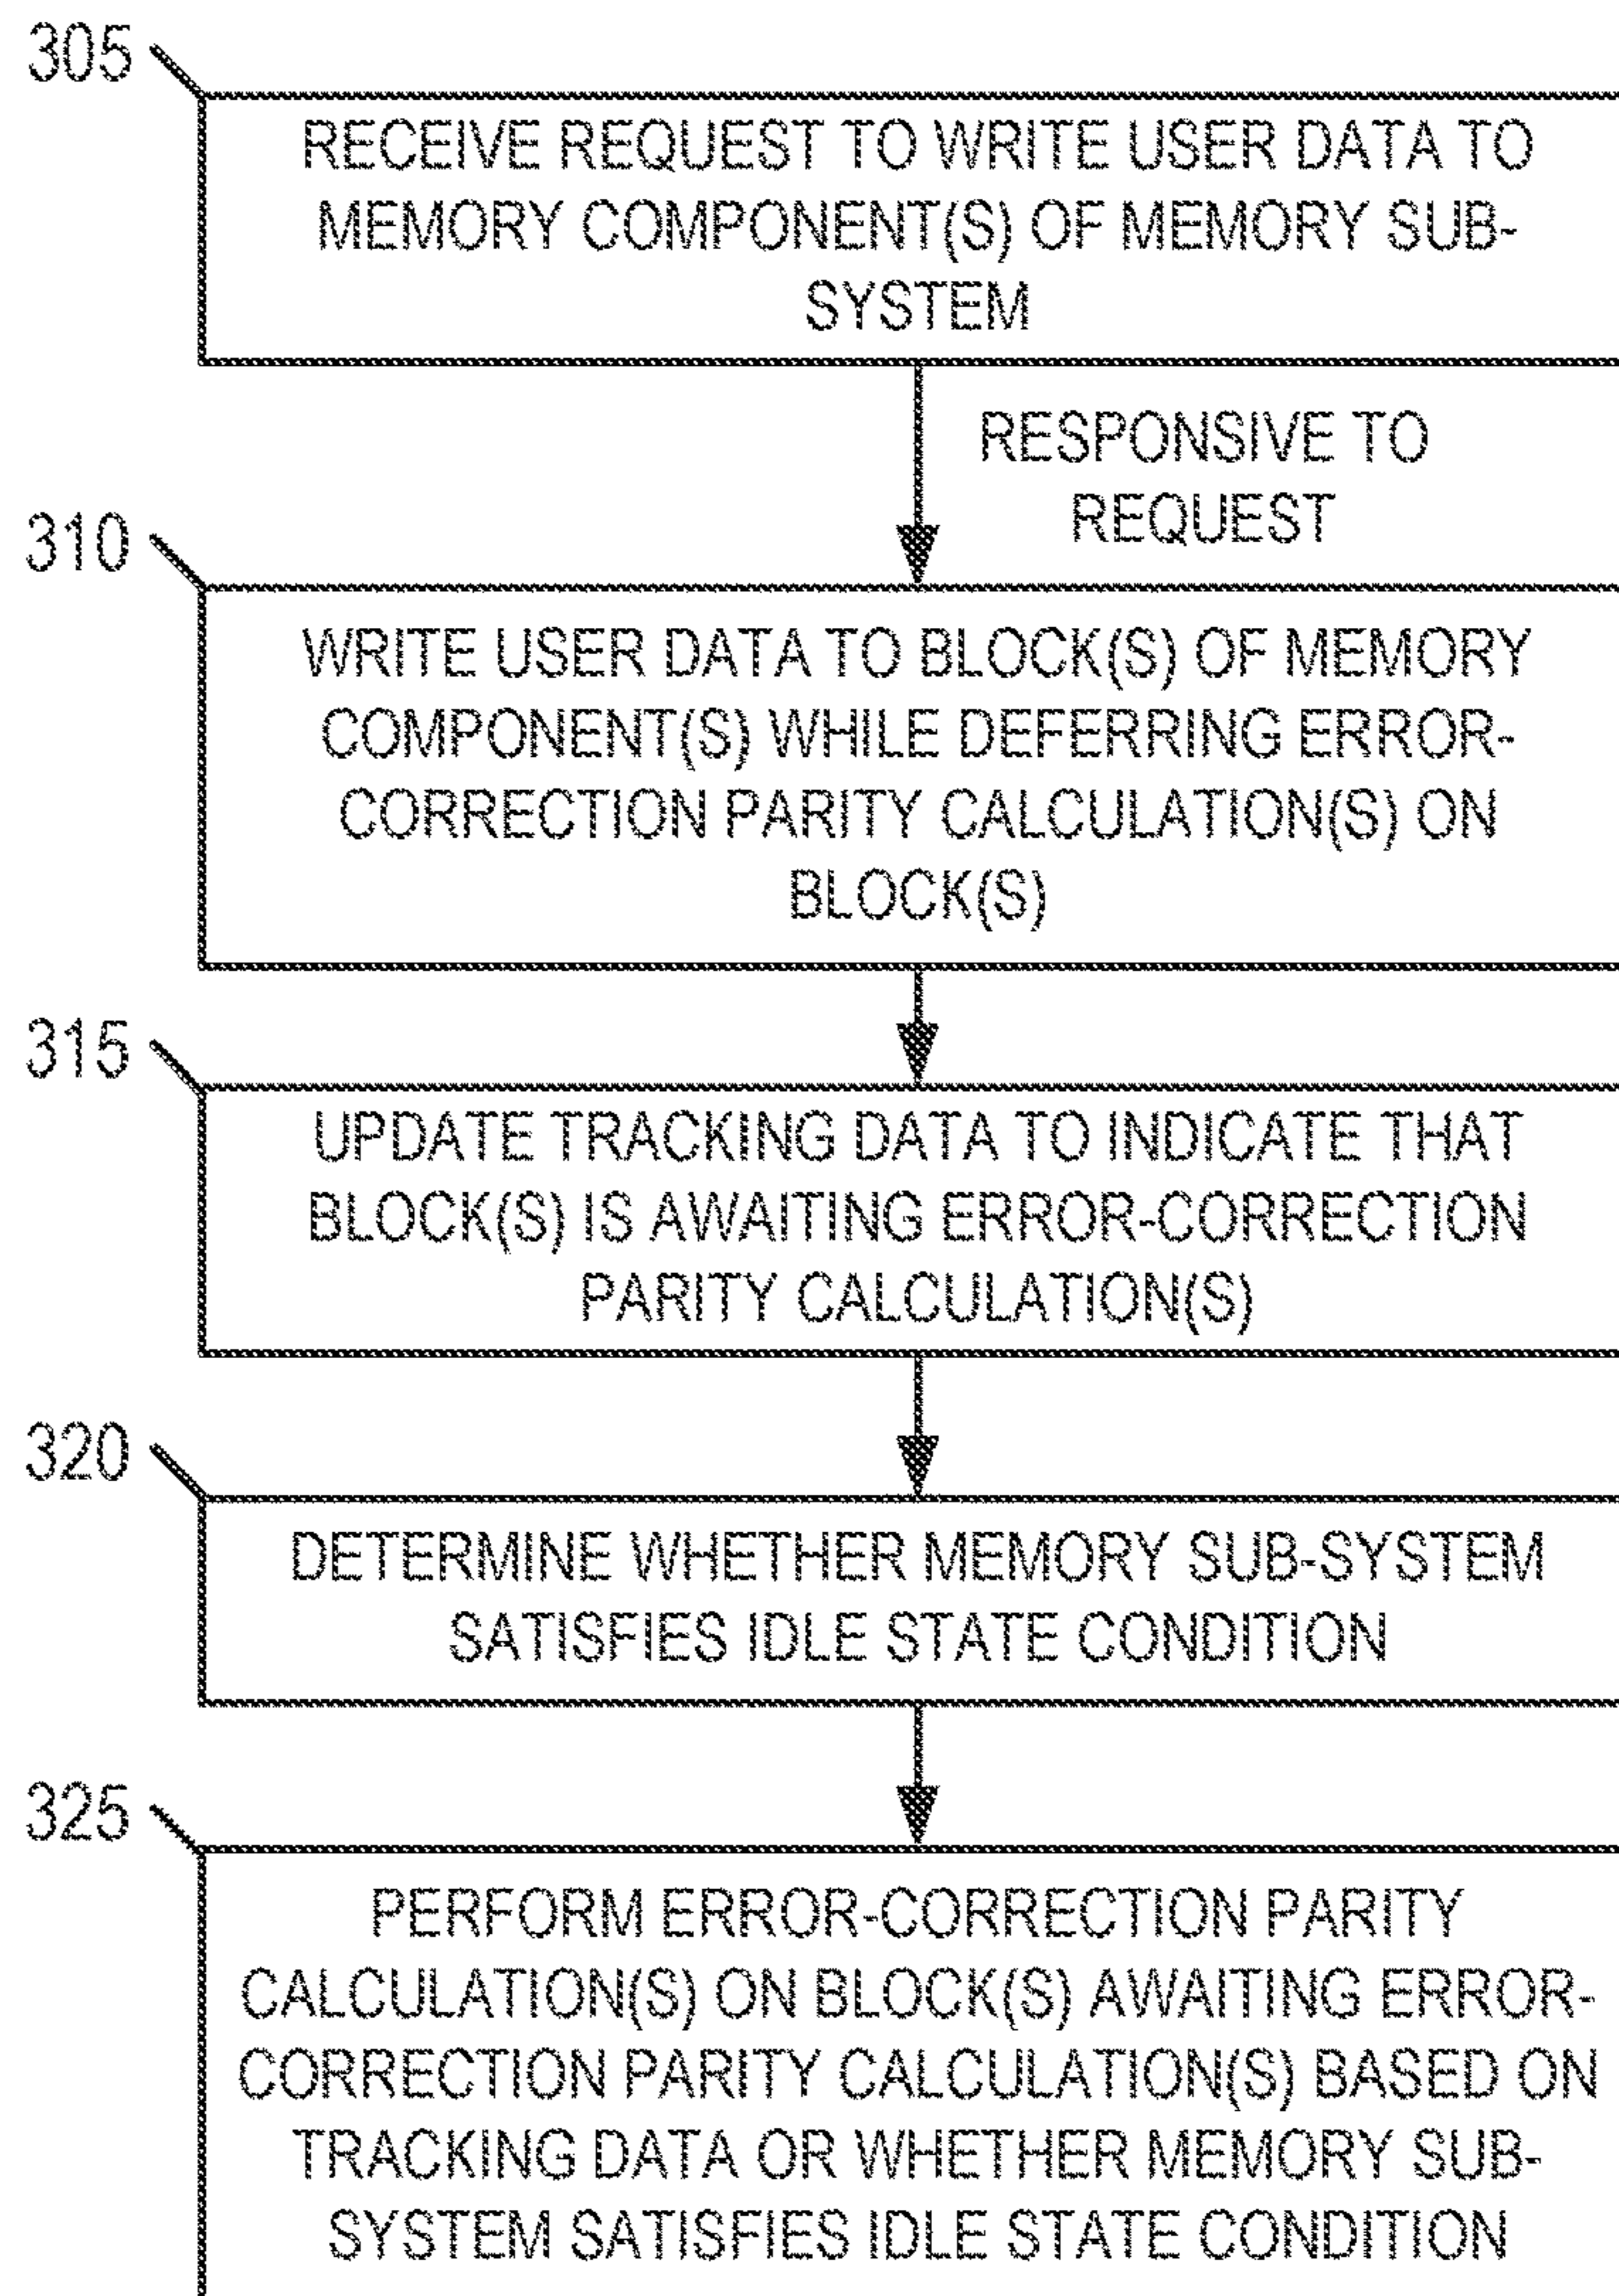 305
RECEIVE REQUEST TO WRITE USER DATA TO
MEMORY COMPONENT(S) OF MEMORY SUB-
SYSTEM
RESPONSIVE TO
REQUEST
310
WRITE USER DATA TO BLOCK(S) OF MEMORY
COMPONENT(S) WHILE DEFERRING ERROR-
CORRECTION PARITY CALCULATION(S) ON
BLOCK(S)
315
UPDATE TRACKING DATA TO INDICATE THAT
BLOCK(S) IS AWAITING ERROR-CORRECTION
PARITY CALCULATION(S)
320
DETERMINE WHETHER MEMORY SUB-SYSTEM
SATISFIES IDLE STATE CONDITION
325
PERFORM ERROR-CORRECTION PARITY
CALCULATION(S) ON BLOCK(S) AWAITING ERROR-
CORRECTION PARITY CALCULATION(S) BASED ON
TRACKING DATA OR WHETHER MEMORY SUB-
SYSTEM SATISFIES IDLE STATE CONDITION